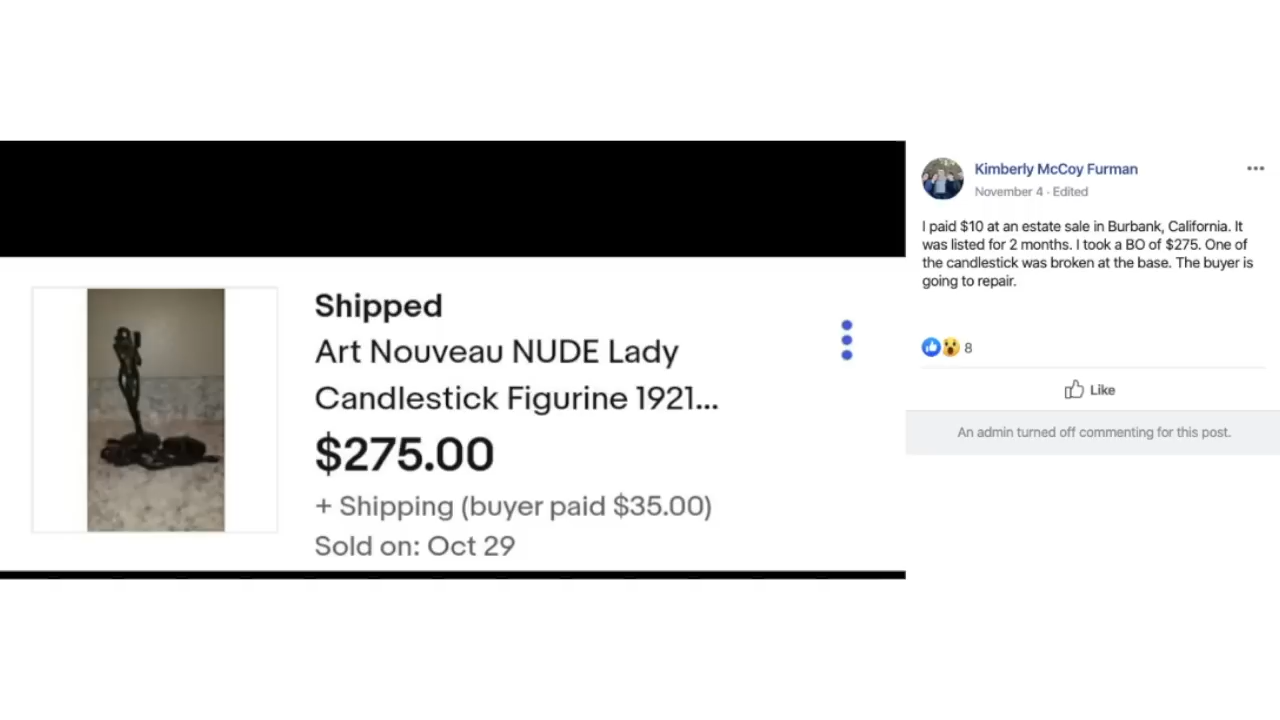 Shipped
Art Nouveau NUDE Lady
Candlestick Figurine 1921...
$275.00
+ Shipping (buyer paid $35.00)
Sold on: Oct 29
Kimberly McCoy Furman
November 4 · Edited
I paid $10 at an estate sale in Burbank, California. It
was listed for 2 months. I took a BO of $275. One of
the candlestick was broken at the base. The buyer is
going to repair.
8
Like
An admin turned off commenting for this post.